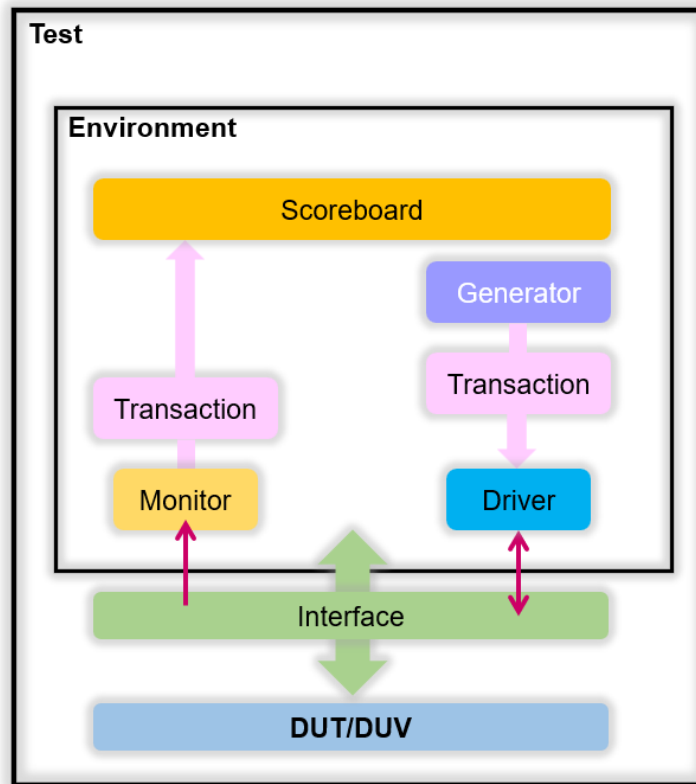 Test
Environment
Scoreboard
Generator
Transaction
Transaction
Monitor
Driver
Interface
DUT/DUV